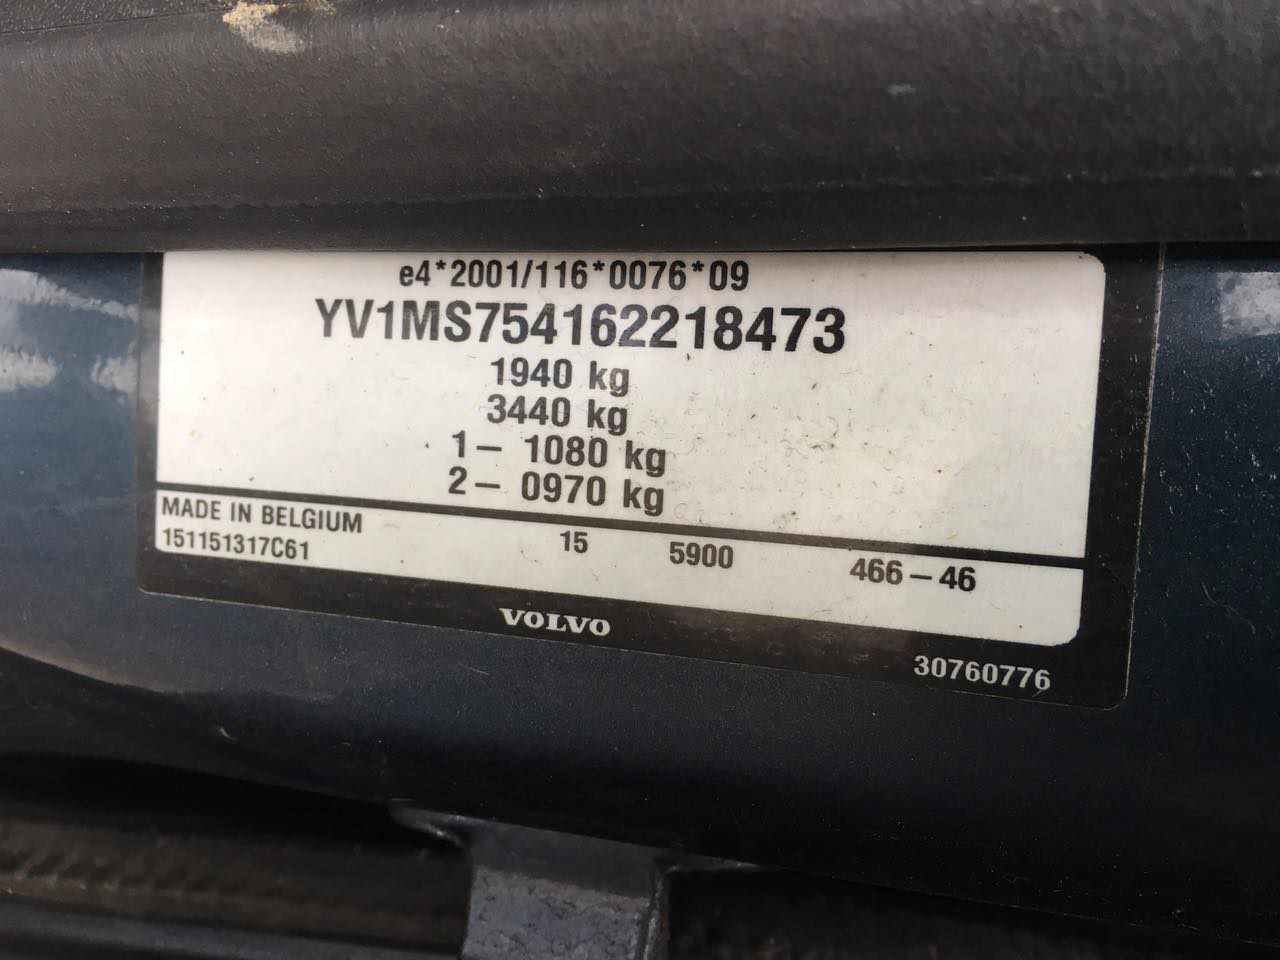 e4*2001/116*0076*09
YV1MS754162218473
1940 kg
3440 kg
1– 1080 kg
2– 0970 kg
MADE IN BELGIUM
151151317C61 15 5900 466–46
VOLVO
30760776